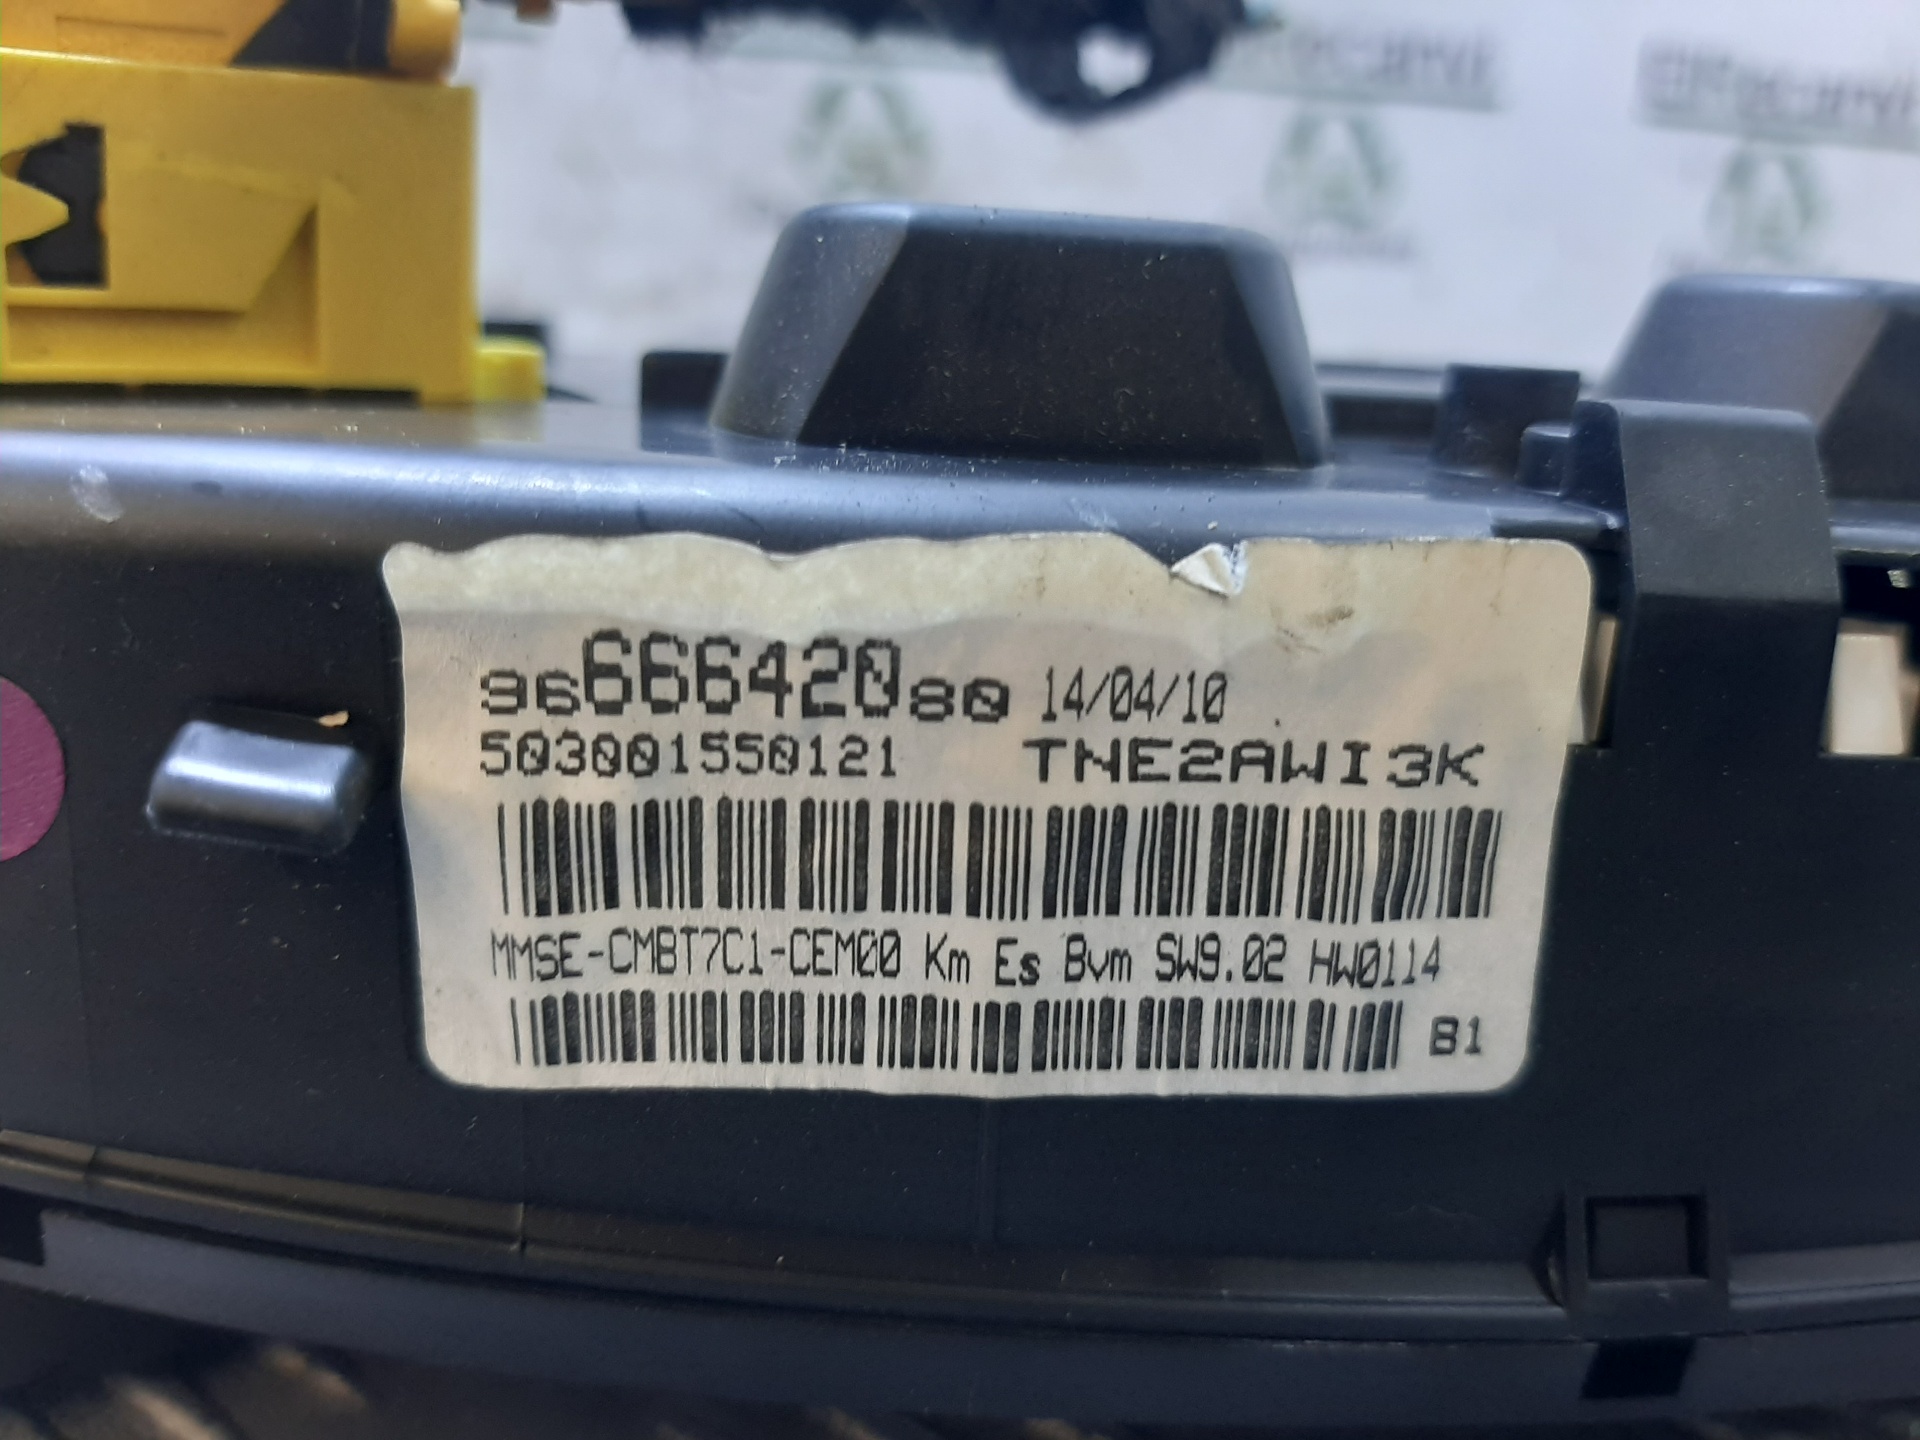 9666642080 14/04/10
503001550121 TNE2AWI3K
MMSE-CMBT7C1-CEM00 Km Es Bvm SW9.02 HW0114
B1